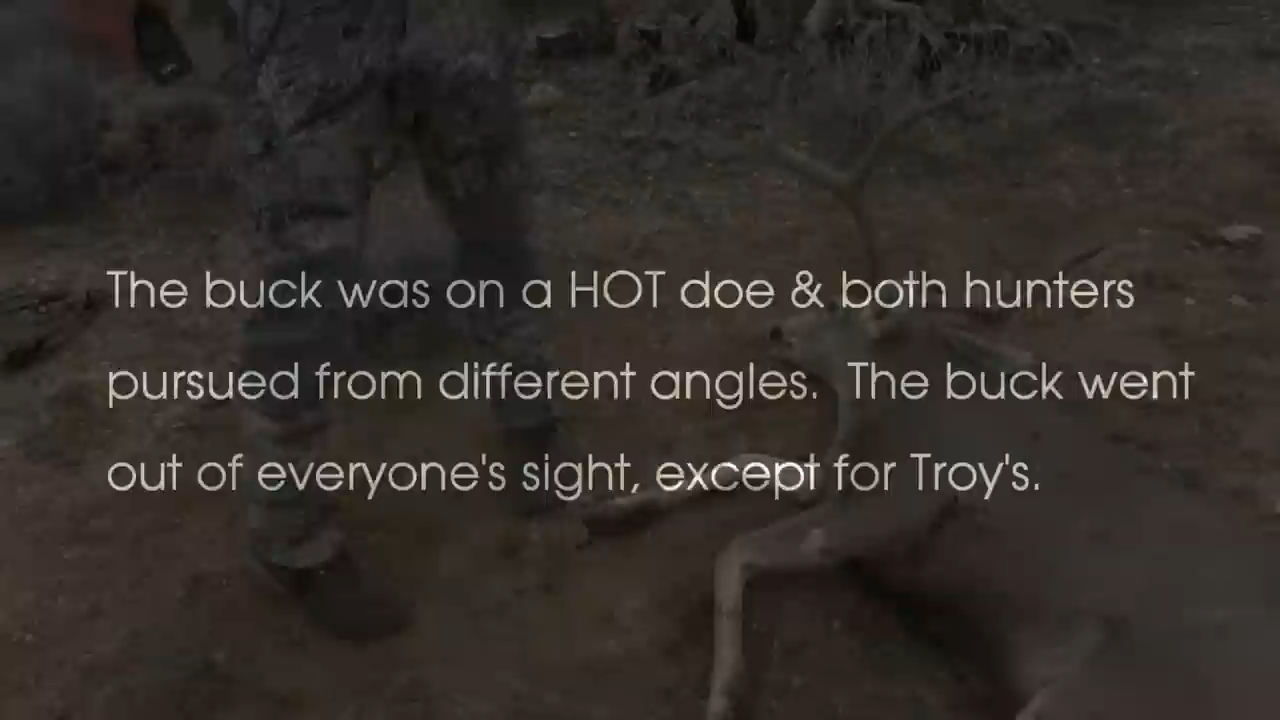 The buck was on a HOT doe & both hunters
pursued from different angles.  The buck went
out of everyone's sight, except for Troy's.